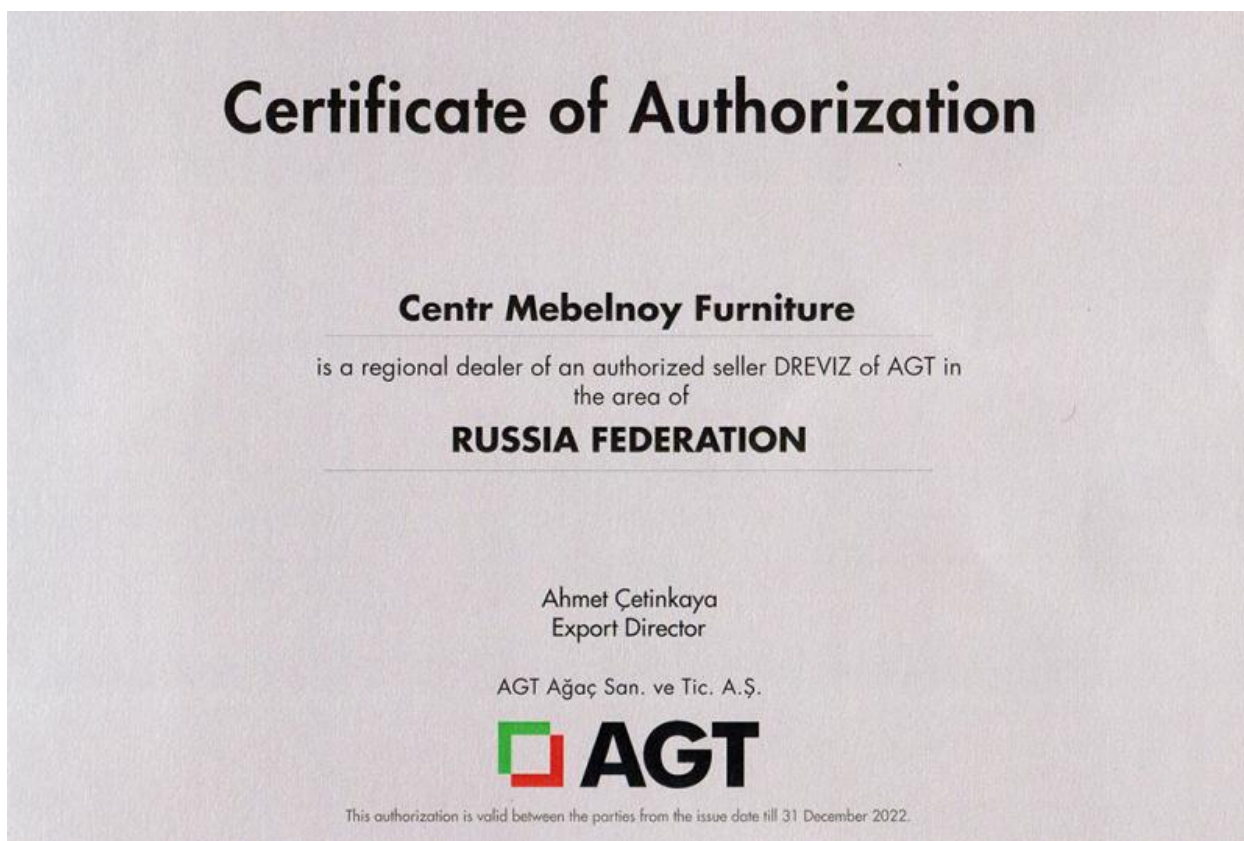 Certificate of Authorization
Centr Mebelnoy Furniture
is a regional dealer of an authorized seller DREVIZ of AGT in
the area of
RUSSIA FEDERATION
Ahmet Çetinkaya
Export Director
AGT Ağaç San. ve Tic. A.Ş.
AGT
This authorization is valid between the parties from the issue date till 31 December 2022.